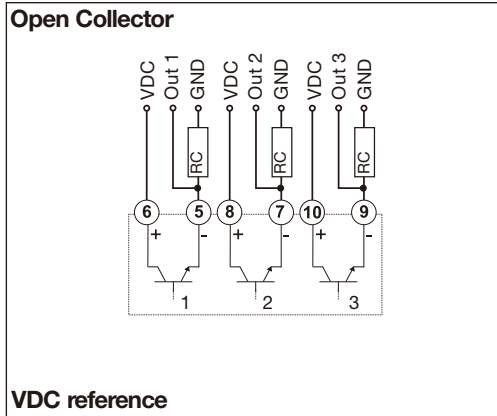 Open Collector
VDC Out 1 GND VDC Out 2 GND VDC Out 3 GND
RC RC RC
6 5 8 7 10 9
+ - + - + -
1 2 3
VDC reference